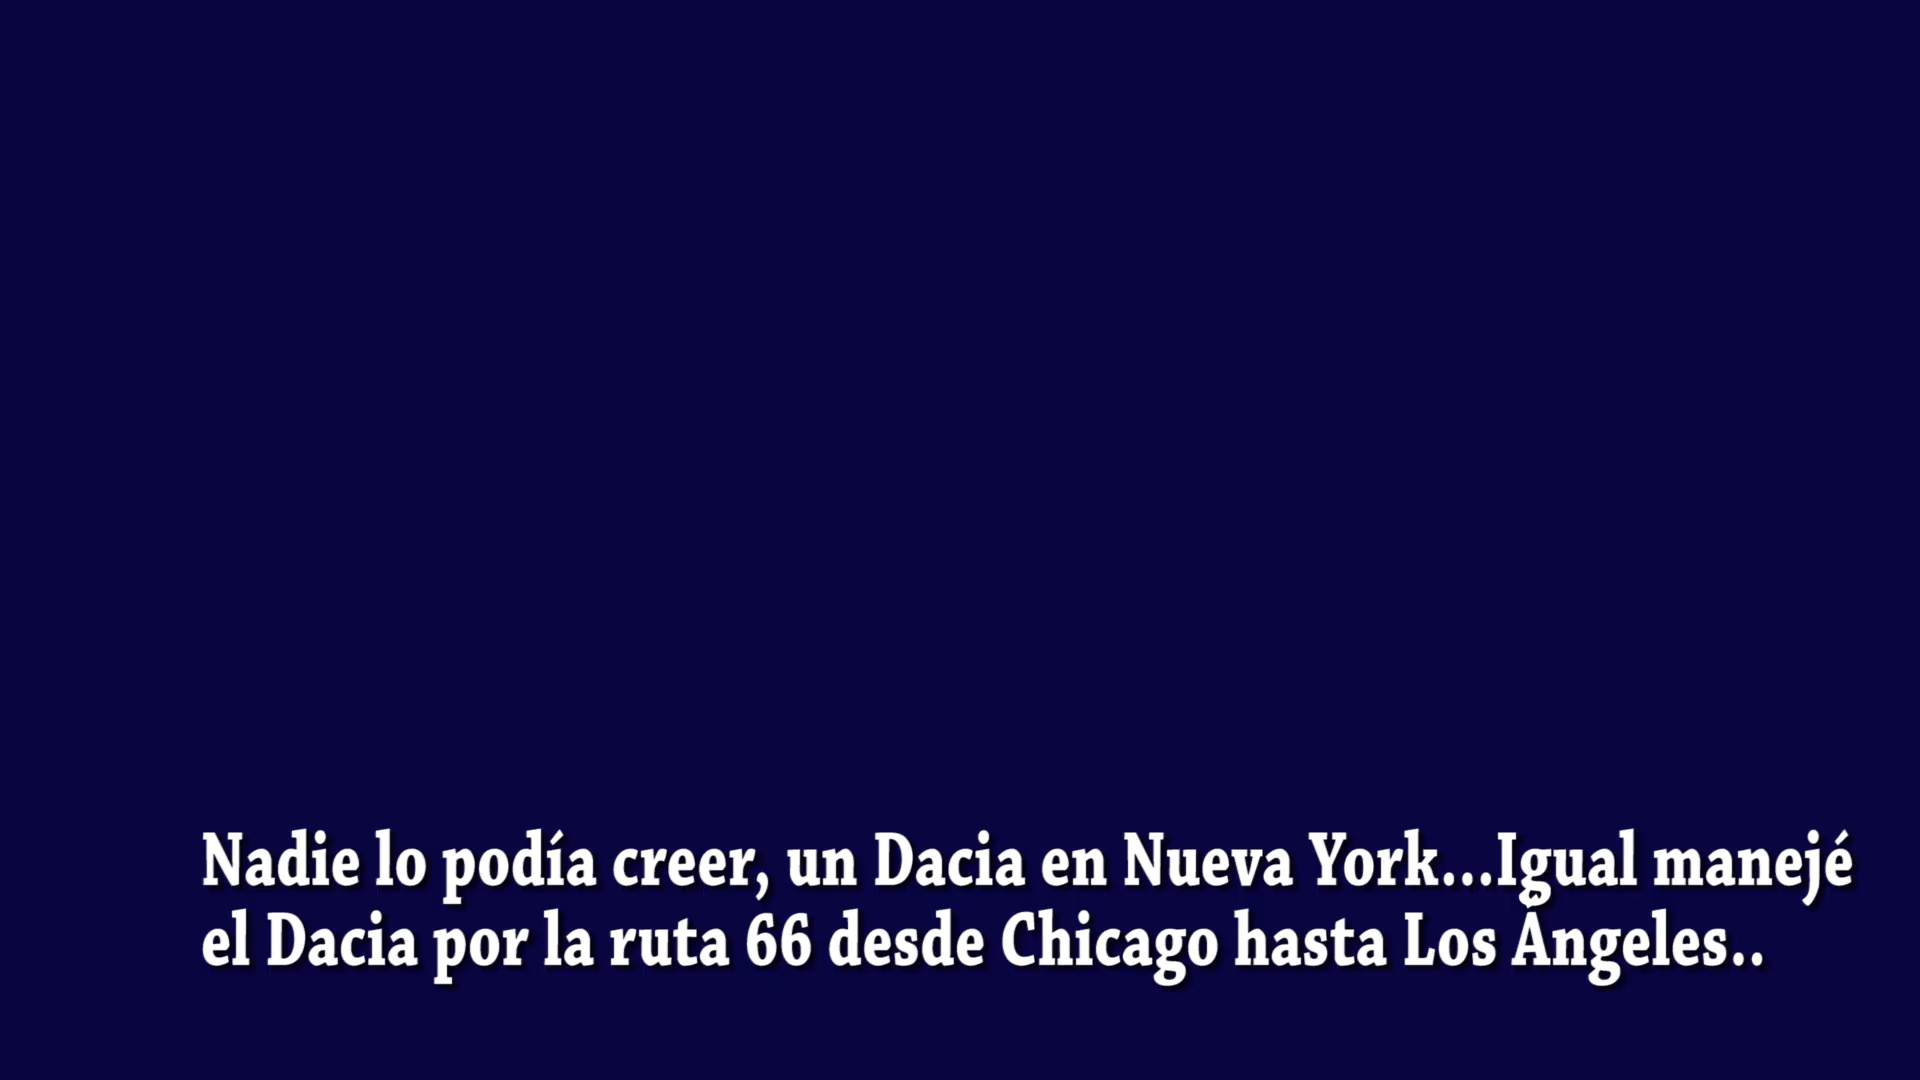 Nadie lo podía creer, un Dacia en Nueva York...Igual manejé
el Dacia por la ruta 66 desde Chicago hasta Los Ángeles..